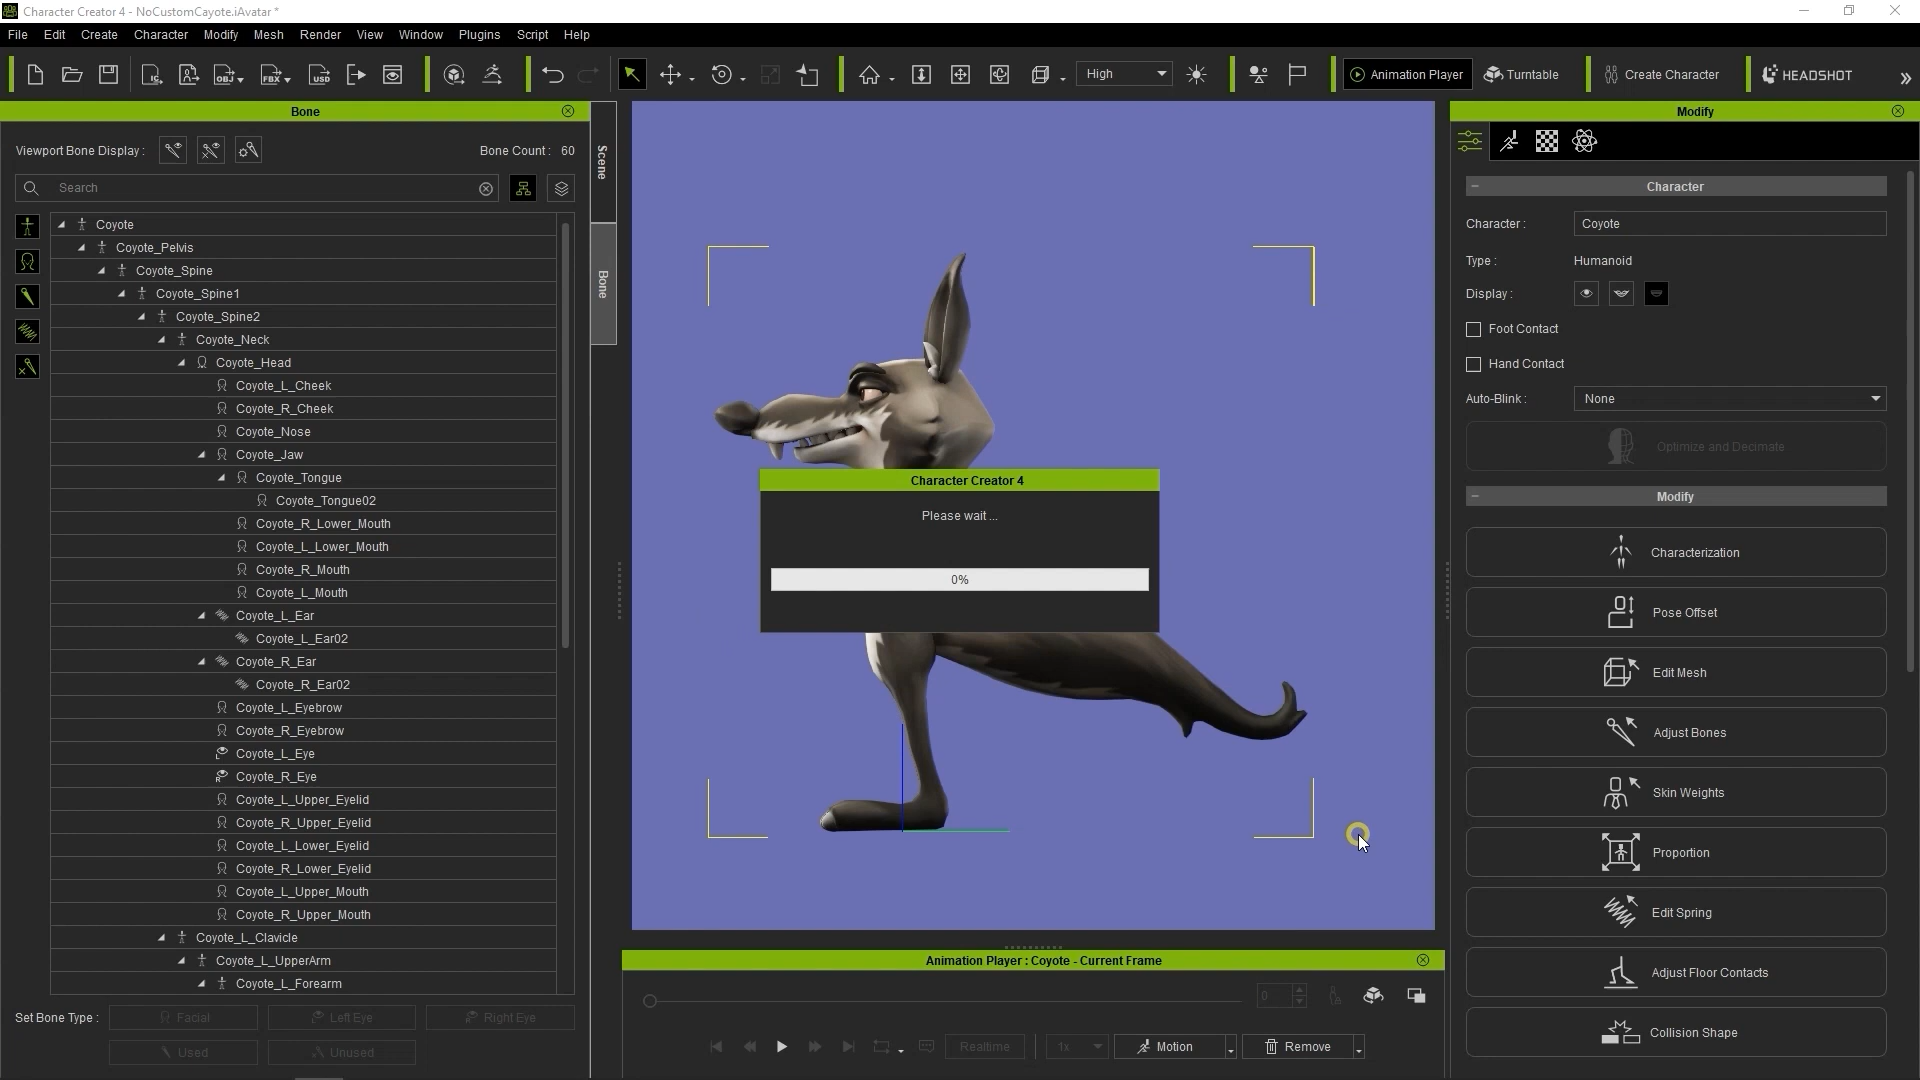 Character Creator 4 - NoCustomCayote.iAvatar *
File Edit Create Character Modify Mesh Render View Window Plugins Script Help
High
Animation Player
Turntable
Create Character
HEADSHOT
Bone
Viewport Bone Display :
Bone Count : 60
Search
Coyote
Coyote_Pelvis
Coyote_Spine
Coyote_Spine1
Coyote_Spine2
Coyote_Neck
Coyote_Head
Coyote_L_Cheek
Coyote_R_Cheek
Coyote_Nose
Coyote_Jaw
Coyote_Tongue
Coyote_Tongue02
Coyote_R_Lower_Mouth
Coyote_L_Lower_Mouth
Coyote_R_Mouth
Coyote_L_Mouth
Coyote_L_Ear
Coyote_L_Ear02
Coyote_R_Ear
Coyote_R_Ear02
Coyote_L_Eyebrow
Coyote_R_Eyebrow
Coyote_L_Eye
Coyote_R_Eye
Coyote_L_Upper_Eyelid
Coyote_R_Upper_Eyelid
Coyote_L_Lower_Eyelid
Coyote_R_Lower_Eyelid
Coyote_L_Upper_Mouth
Coyote_R_Upper_Mouth
Coyote_L_Clavicle
Coyote_L_UpperArm
Coyote_L_Forearm
Set Bone Type :
Facial
Left Eye
Right Eye
Used
Unused
Scene
Bone
Character Creator 4
Please wait ...
0%
Animation Player : Coyote - Current Frame
0
Realtime
1x
Motion
Remove
Modify
Character
Character :
Coyote
Type :
Humanoid
Display :
Foot Contact
Hand Contact
Auto-Blink :
None
Optimize and Decimate
Modify
Characterization
Pose Offset
Edit Mesh
Adjust Bones
Skin Weights
Proportion
Edit Spring
Adjust Floor Contacts
Collision Shape